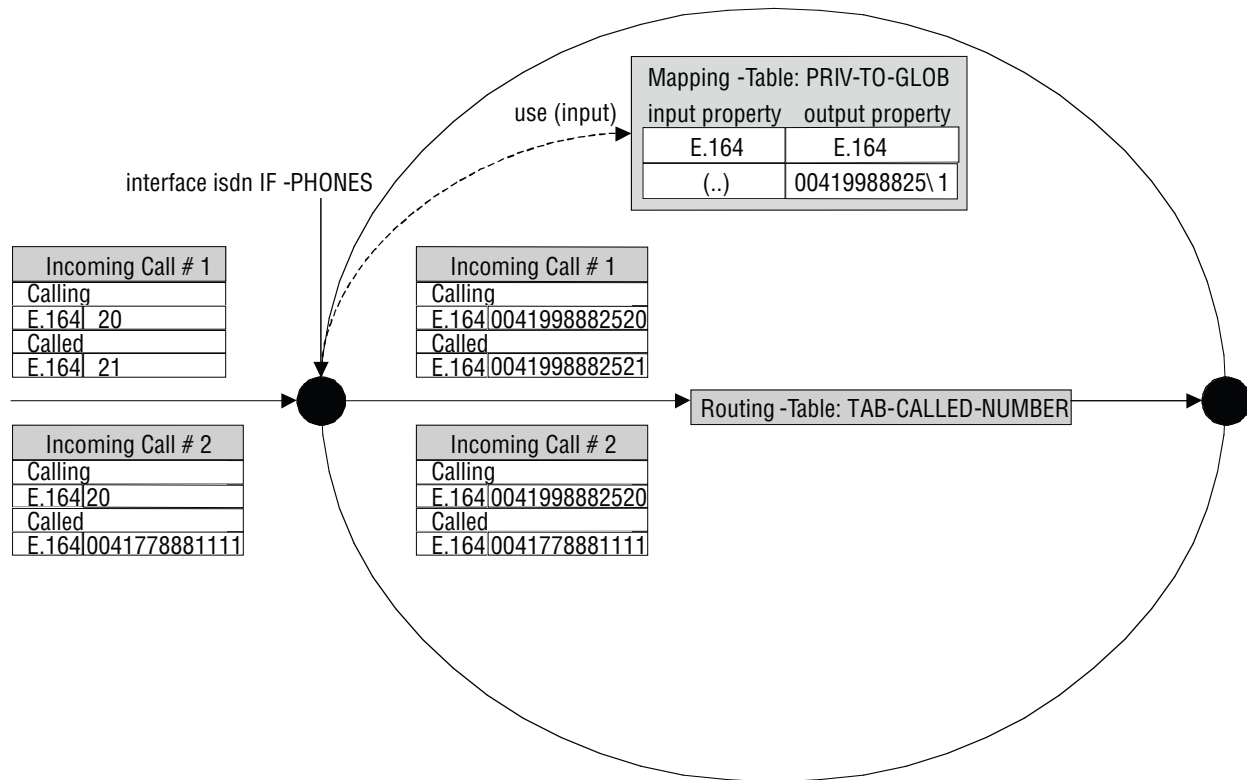 Mapping -Table: PRIV-TO-GLOB
input property output property
E.164 E.164
(..) 00419988825\ 1
use (input)
interface isdn IF -PHONES
Incoming Call # 1
Calling
E.164 20
Called
E.164 21
Incoming Call # 1
Calling
E.164 0041998882520
Called
E.164 0041998882521
Routing -Table: TAB-CALLED-NUMBER
Incoming Call # 2
Calling
E.164 20
Called
E.164 0041778881111
Incoming Call # 2
Calling
E.164 0041998882520
Called
E.164 0041778881111